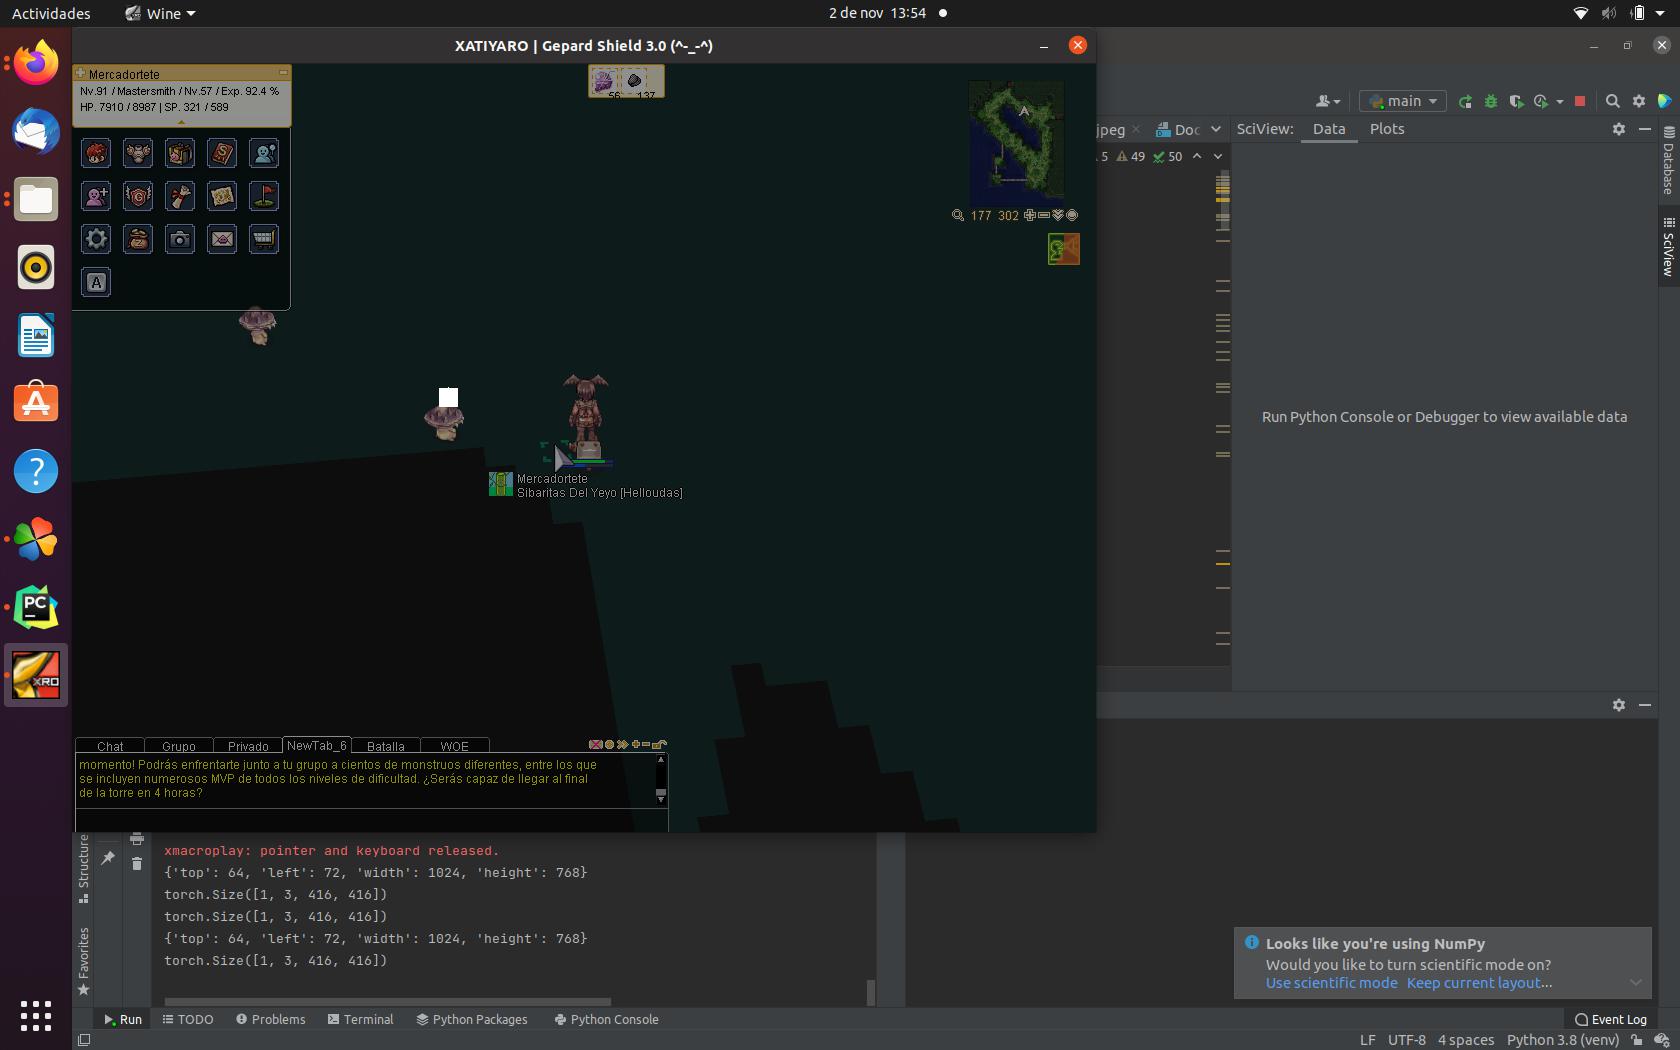 Actividades
Wine
2 de nov 13:54
XATIYARO | Gepard Shield 3.0 (^-_-^)
Mercadortete
Nv.91 / Mastersmith / Nv.57 / Exp. 92.4 %
HP. 7910 / 8987 | SP. 321 / 589
56 137
177 302
A
Mercadortete
Sibaritas Del Yeyo [Helloudas]
Chat Grupo Privado NewTab_6 Batalla WOE
momento! Podrás enfrentarte junto a tu grupo a cientos de monstruos diferentes, entre los que
se incluyen numerosos MVP de todos los niveles de dificultad. ¿Serás capaz de llegar al final
de la torre en 4 horas?
main
jpeg
Doc
SciView: Data Plots
5 49 50
Database
SciView
Run Python Console or Debugger to view available data
PC
XRO
Structure
Favorites
xmacroplay: pointer and keyboard released.
{'top': 64, 'left': 72, 'width': 1024, 'height': 768}
torch.Size([1, 3, 416, 416])
torch.Size([1, 3, 416, 416])
{'top': 64, 'left': 72, 'width': 1024, 'height': 768}
torch.Size([1, 3, 416, 416])
Looks like you're using NumPy
Would you like to turn scientific mode on?
Use scientific mode Keep current layout...
Run TODO Problems Terminal Python Packages Python Console
Event Log
LF UTF-8 4 spaces Python 3.8 (venv)